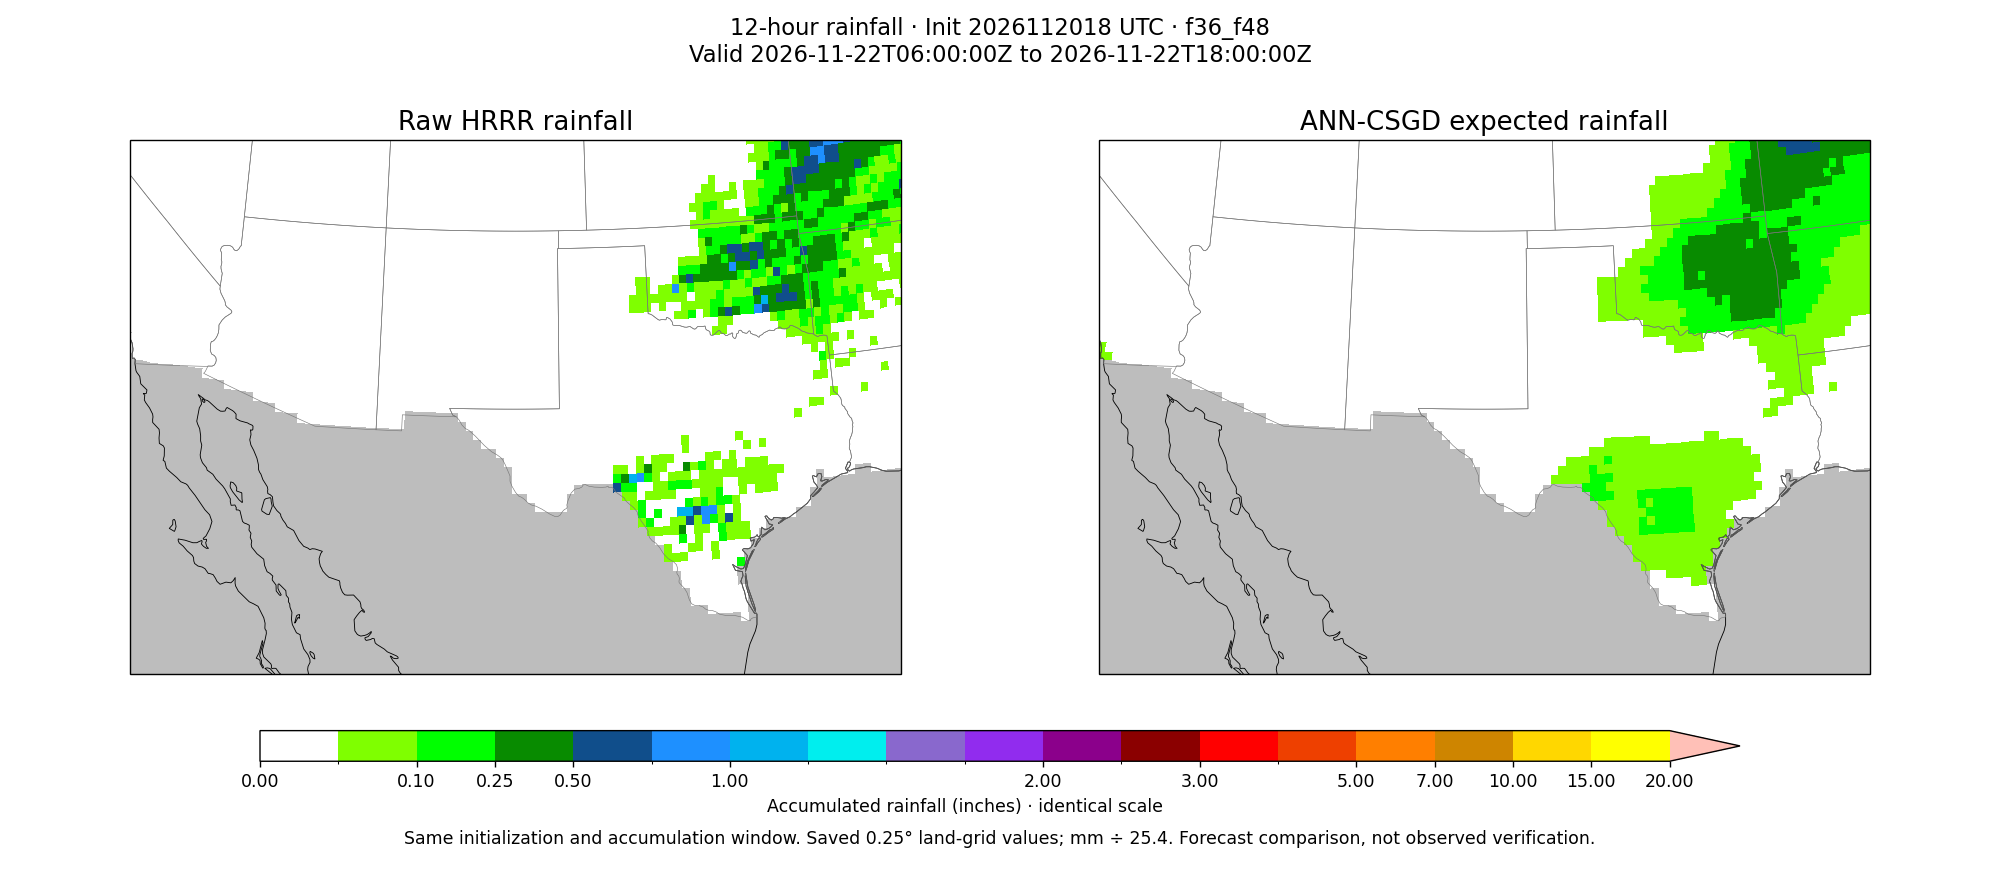 12-hour rainfall · Init 2026112018 UTC · f36_f48
Valid 2026-11-22T06:00:00Z to 2026-11-22T18:00:00Z
Raw HRRR rainfall
ANN-CSGD expected rainfall
0.00 0.10 0.25 0.50 1.00 2.00 3.00 5.00 7.00 10.00 15.00 20.00
Accumulated rainfall (inches) · identical scale
Same initialization and accumulation window. Saved 0.25° land-grid values; mm ÷ 25.4. Forecast comparison, not observed verification.